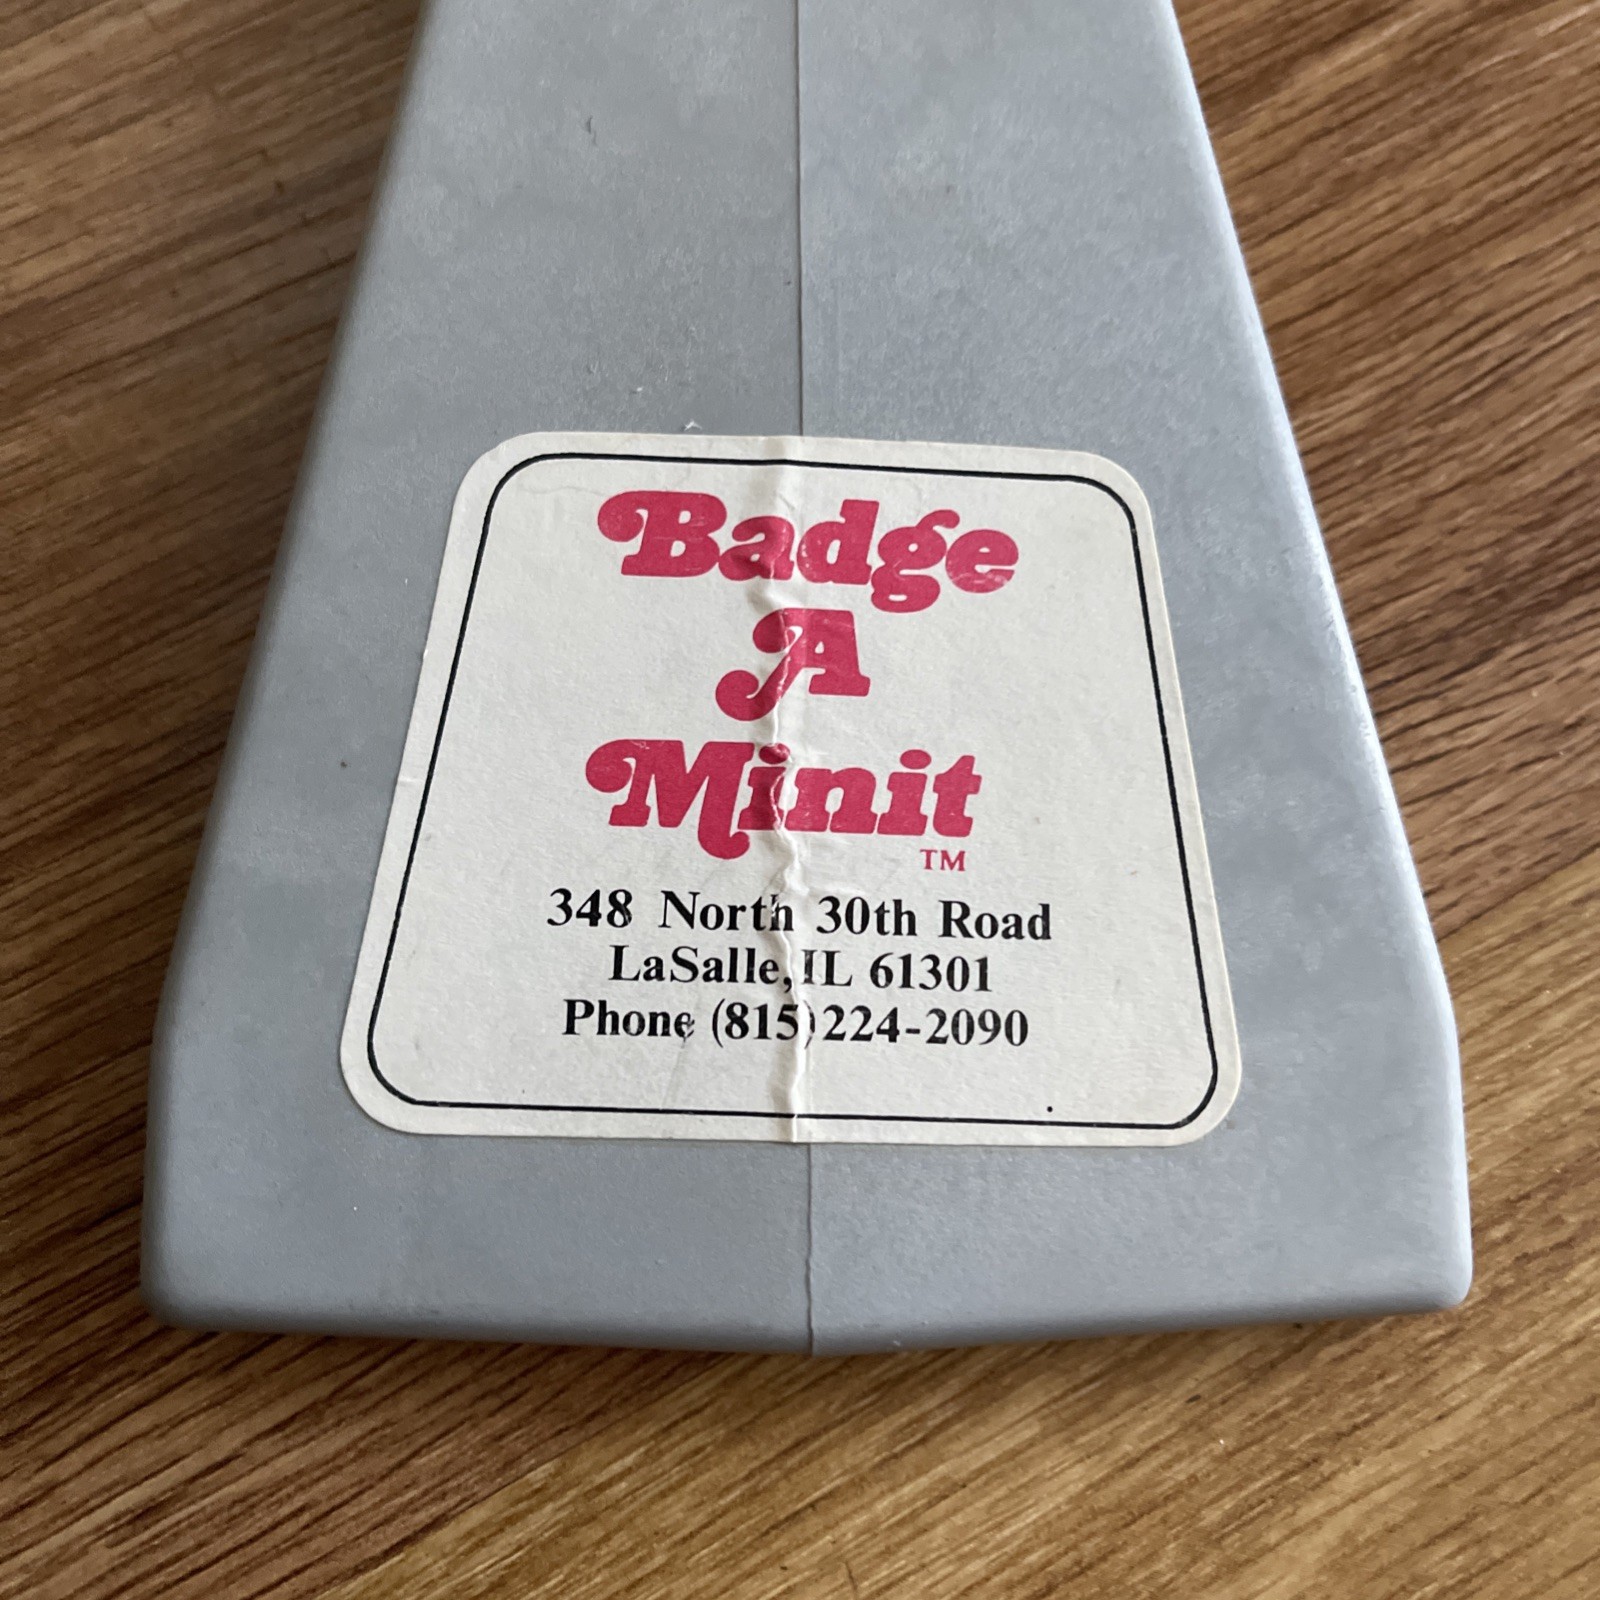 Badge
A
Minit
TM
348 North 30th Road
LaSalle, IL 61301
Phone (815) 224-2090